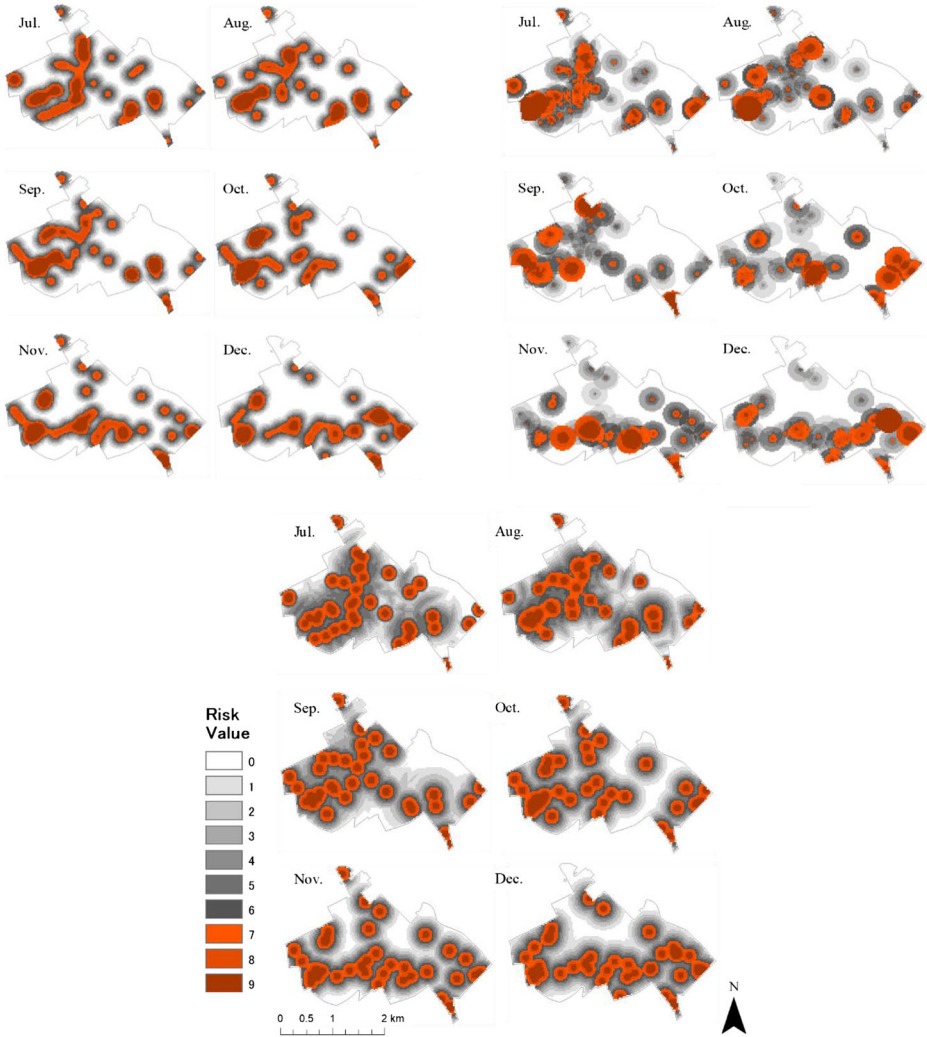 Jul. Aug.
Sep. Oct.
Nov. Dec.
Jul. Aug.
Sep. Oct.
Nov. Dec.
Jul. Aug.
Sep. Oct.
Nov. Dec.
Risk
Value
0
1
2
3
4
5
6
7
8
9
0 0.5 1 2 km
N